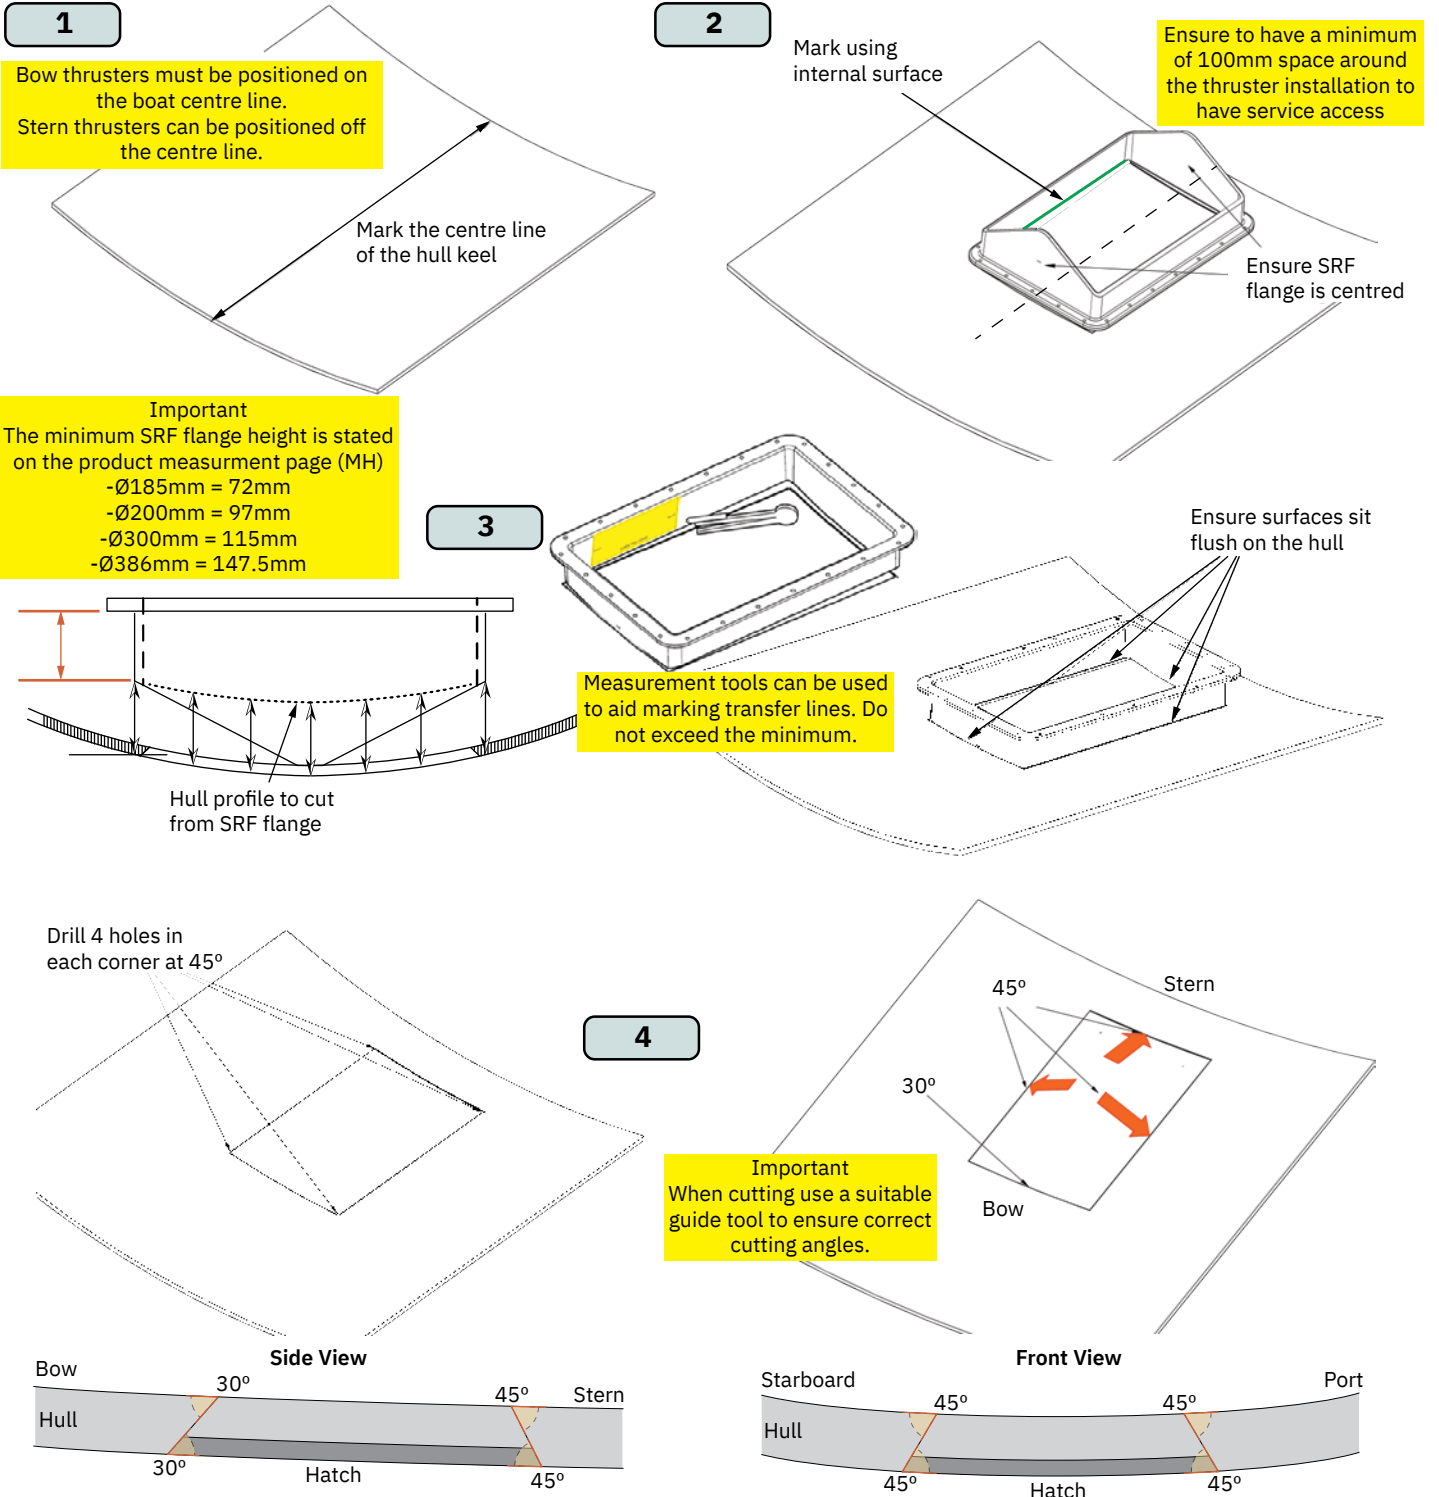 1
Bow thrusters must be positioned on
the boat centre line.
Stern thrusters can be positioned off
the centre line.
Mark the centre line
of the hull keel
2
Mark using
internal surface
Ensure to have a minimum
of 100mm space around
the thruster installation to
have service access
Ensure SRF
flange is centred
Important
The minimum SRF flange height is stated
on the product measurment page (MH)
-Ø185mm = 72mm
-Ø200mm = 97mm
-Ø300mm = 115mm
-Ø386mm = 147.5mm
3
Ensure surfaces sit
flush on the hull
Measurement tools can be used
to aid marking transfer lines. Do
not exceed the minimum.
Hull profile to cut
from SRF flange
Drill 4 holes in
each corner at 45º
4
45º
Stern
30º
Bow
Important
When cutting use a suitable
guide tool to ensure correct
cutting angles.
Side View
Bow
30º
45º
Stern
Hull
30º
Hatch
45º
Front View
Starboard
Port
45º
45º
Hull
45º
Hatch
45º